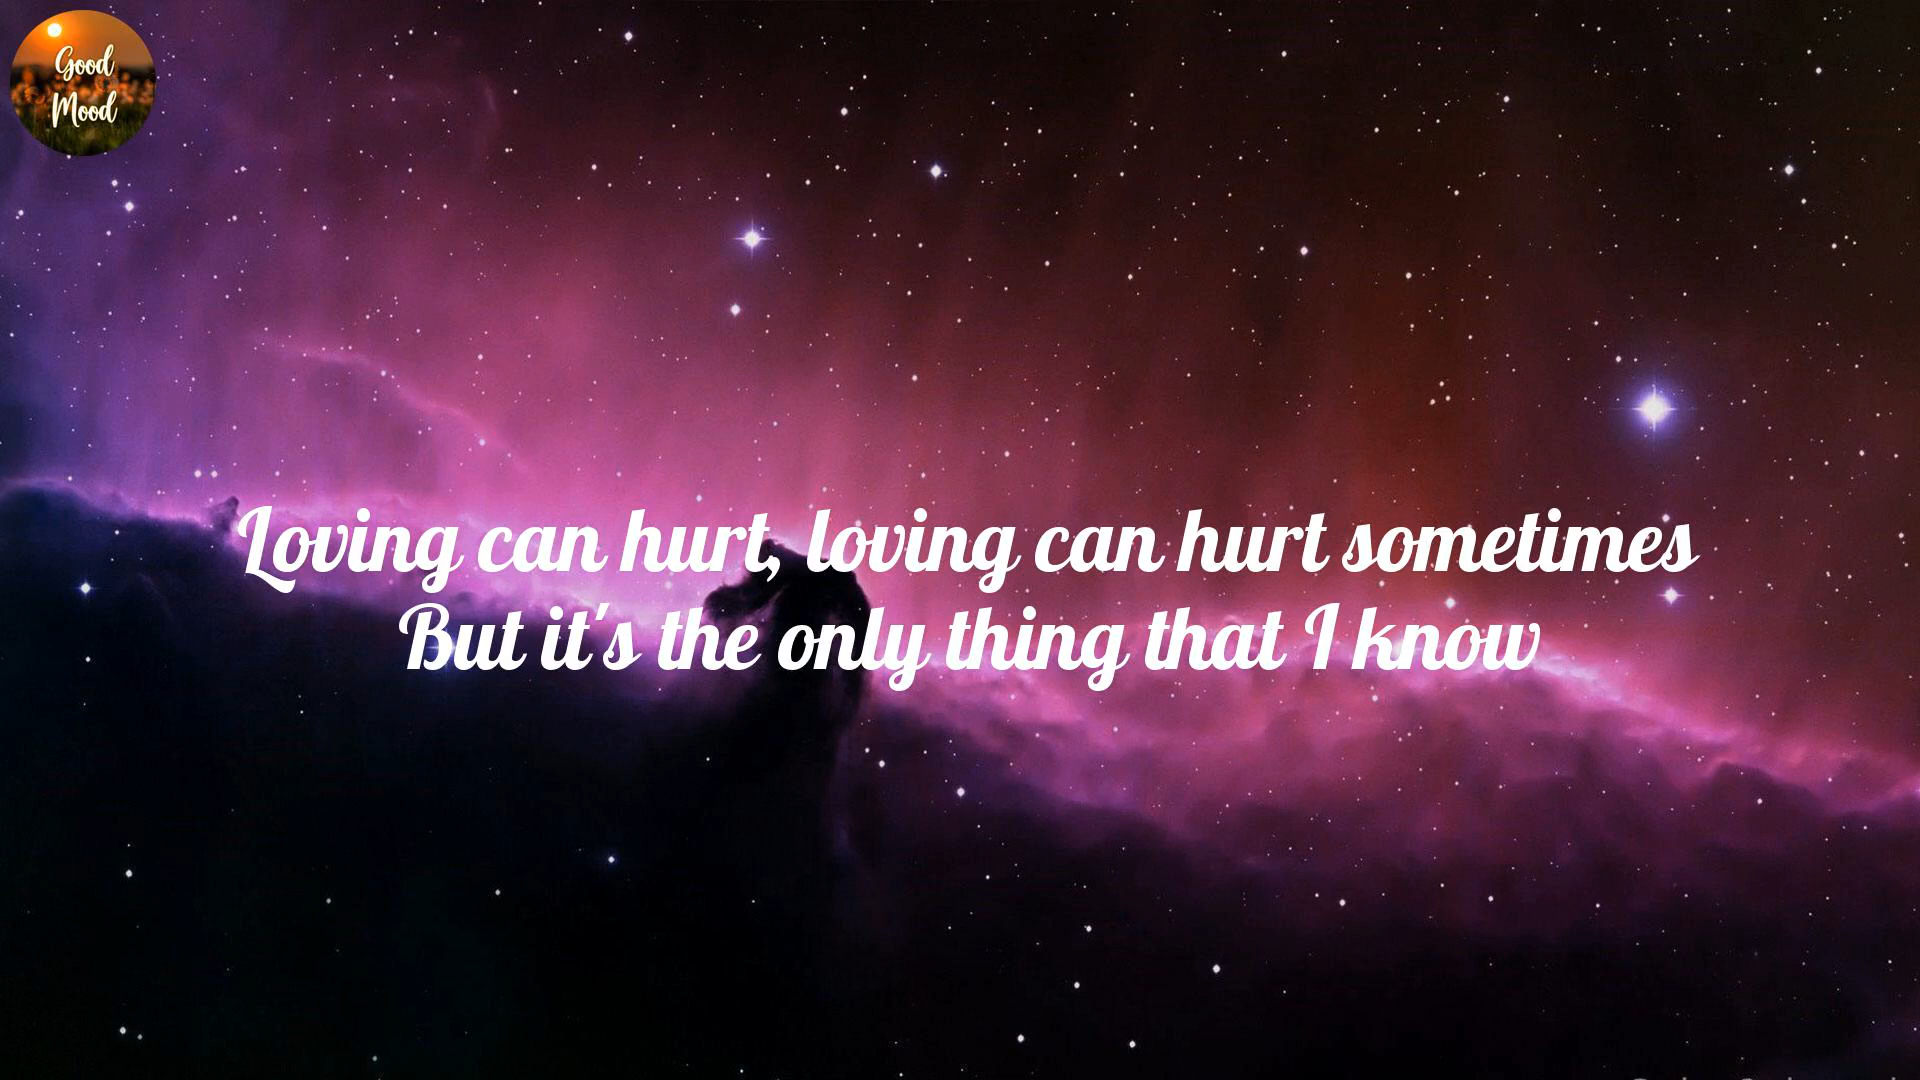 Good
Mood
Loving can hurt, loving can hurt sometimes
But it's the only thing that I know